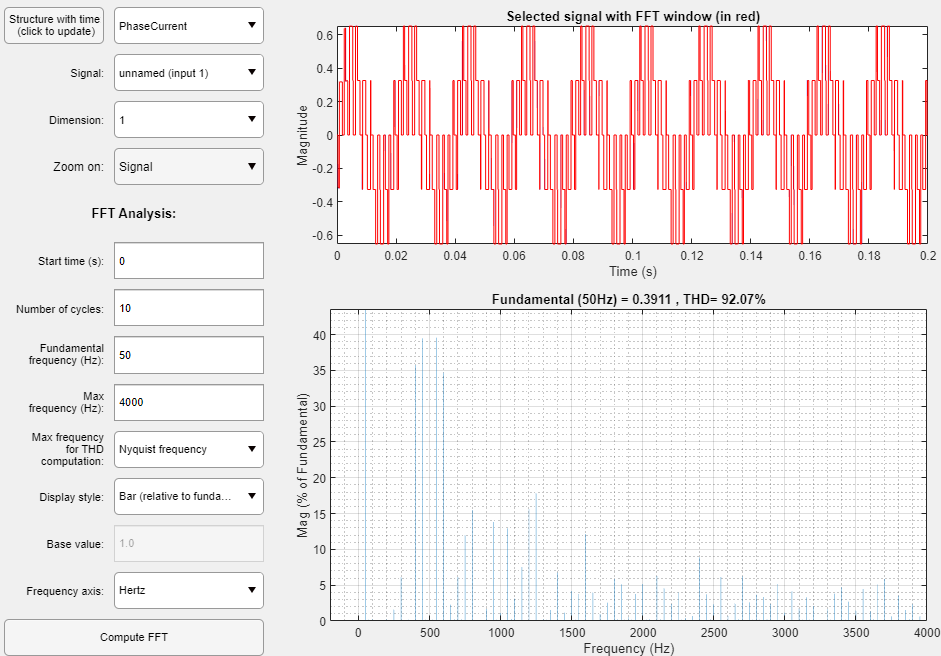 Structure with time
(click to update)
PhaseCurrent
Signal:
unnamed (input 1)
Dimension:
1
Zoom on:
Signal
FFT Analysis:
Start time (s):
0
Number of cycles:
10
Fundamental
frequency (Hz):
50
Max
frequency (Hz):
4000
Max frequency
for THD
computation:
Nyquist frequency
Display style:
Bar (relative to funda...
Base value:
1.0
Frequency axis:
Hertz
Compute FFT
Selected signal with FFT window (in red)
Magnitude
0.6
0.4
0.2
0
-0.2
-0.4
-0.6
0 0.02 0.04 0.06 0.08 0.1 0.12 0.14 0.16 0.18 0.2
Time (s)
Fundamental (50Hz) = 0.3911 , THD= 92.07%
Mag (% of Fundamental)
40
35
30
25
20
15
10
5
0
0 500 1000 1500 2000 2500 3000 3500 4000
Frequency (Hz)